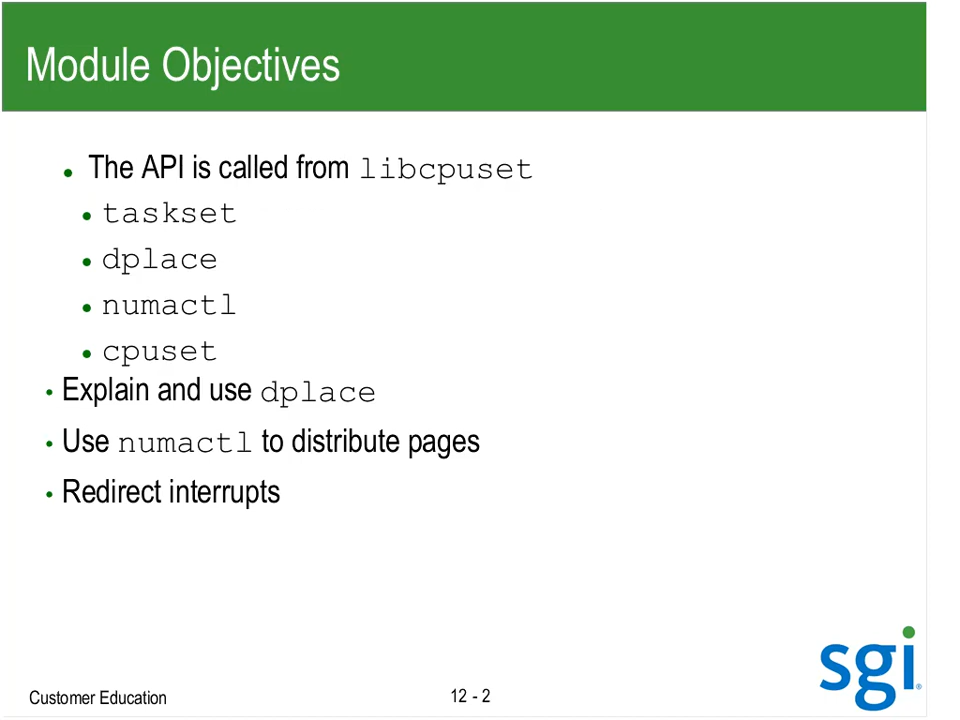 Module Objectives
• The API is called from libcpuset
• taskset
• dplace
• numactl
• cpuset
• Explain and use dplace
• Use numactl to distribute pages
• Redirect interrupts
Customer Education
12 - 2
sgi®